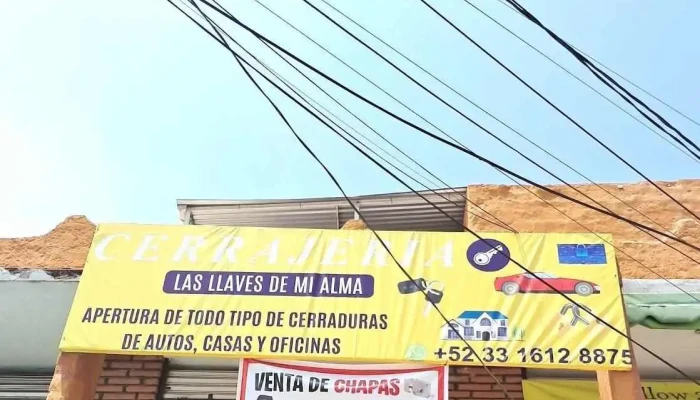 CERRAJERIA
LAS LLAVES DE MI ALMA
APERTURA DE TODO TIPO DE CERRADURAS
DE AUTOS, CASAS Y OFICINAS
+52 33 1612 8875
VENTA DE CHAPAS